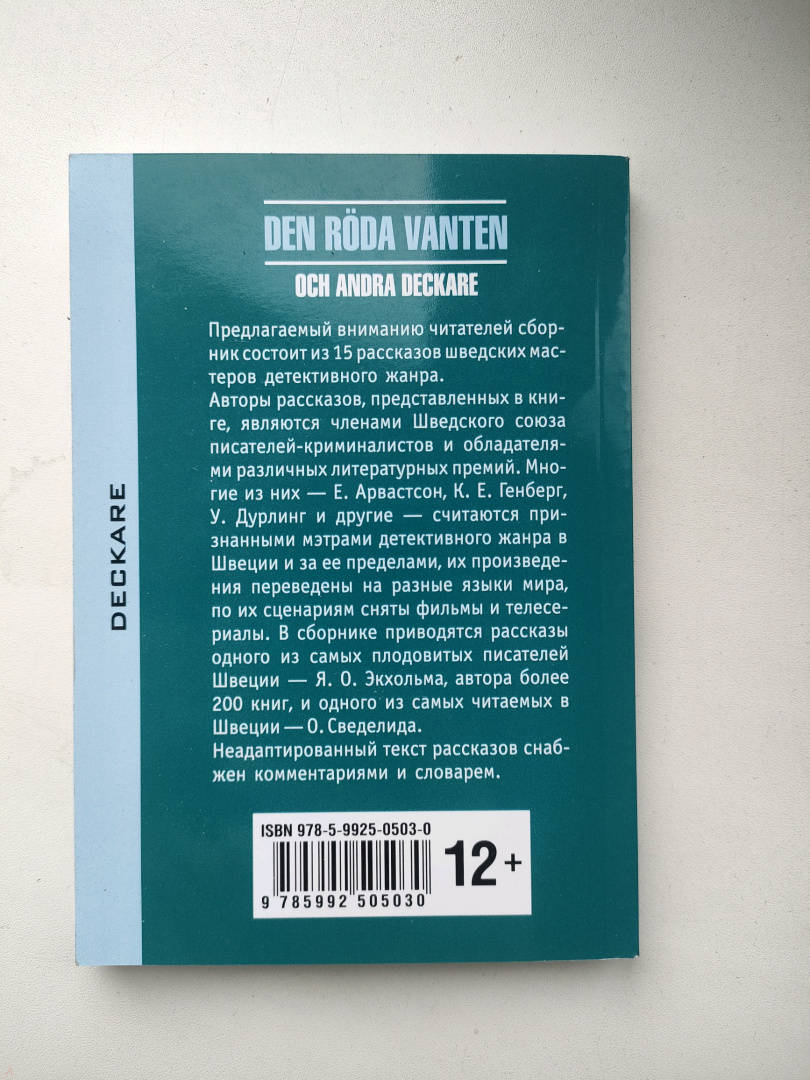 DEN RÖDA VANTEN
OCH ANDRA DECKARE
Предлагаемый вниманию читателей сбор-
ник состоит из 15 рассказов шведских мас-
теров детективного жанра.
Авторы рассказов, представленных в кни-
ге, являются членами Шведского союза
писателей-криминалистов и обладателя-
ми различных литературных премий. Мно-
гие из них — Е. Арвастсон, К. Е. Генберг,
У. Дурлинг и другие — считаются при-
знанными мэтрами детективного жанра в
Швеции и за ее пределами, их произведе-
ния переведены на разные языки мира,
по их сценариям сняты фильмы и телесе-
риалы. В сборнике приводятся рассказы
одного из самых плодовитых писателей
Швеции — Я. О. Экхольма, автора более
200 книг, и одного из самых читаемых в
Швеции — О. Сведелида.
Неадаптированный текст рассказов снаб-
жен комментариями и словарем.
DECKARE
ISBN 978-5-9925-0503-0
9 785992 505030
12+